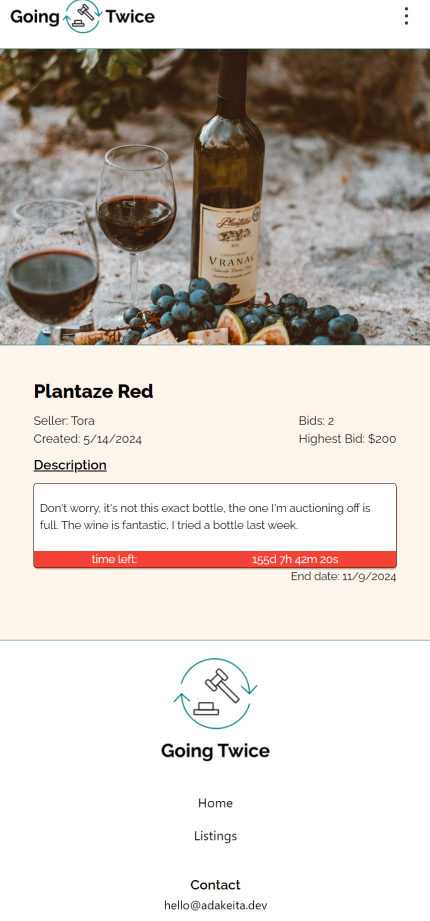 Going Twice
Plantaze
VRANAC
Plantaze Red
Seller: Tora
Bids: 2
Created: 5/14/2024
Highest Bid: $200
Description
Don't worry, it's not this exact bottle, the one I'm auctioning off is
full. The wine is fantastic, I tried a bottle last week.
time left:
155d 7h 42m 20s
End date: 11/9/2024
Going Twice
Home
Listings
Contact
hello@adakeita.dev